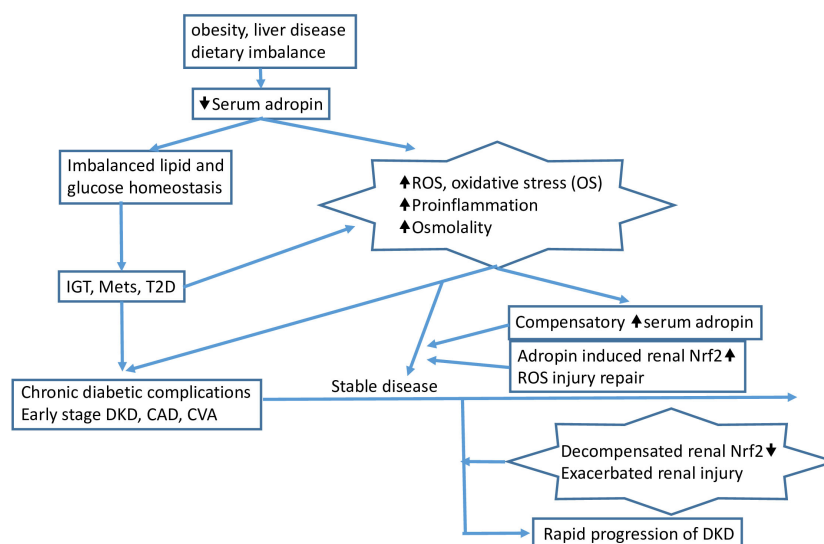 obesity, liver disease
dietary imbalance
🠋Serum adropin
Imbalanced lipid and
glucose homeostasis
🠉ROS, oxidative stress (OS)
🠉Proinflammation
🠉Osmolality
IGT, Mets, T2D
Compensatory 🠉serum adropin
Adropin induced renal Nrf2🠉
ROS injury repair
Chronic diabetic complications
Early stage DKD, CAD, CVA
Stable disease
Decompensated renal Nrf2🠋
Exacerbated renal injury
Rapid progression of DKD